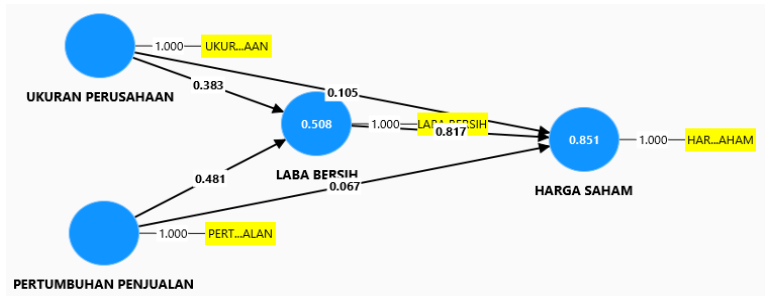 1.000
UKUR...AAN
UKURAN PERUSAHAAN
0.383
0.105
0.508
1.000
LABA BERSIH
0.817
0.851
1.000
HAR...AHAM
LABA BERSIH
HARGA SAHAM
0.481
0.067
1.000
PERT...ALAN
PERTUMBUHAN PENJUALAN